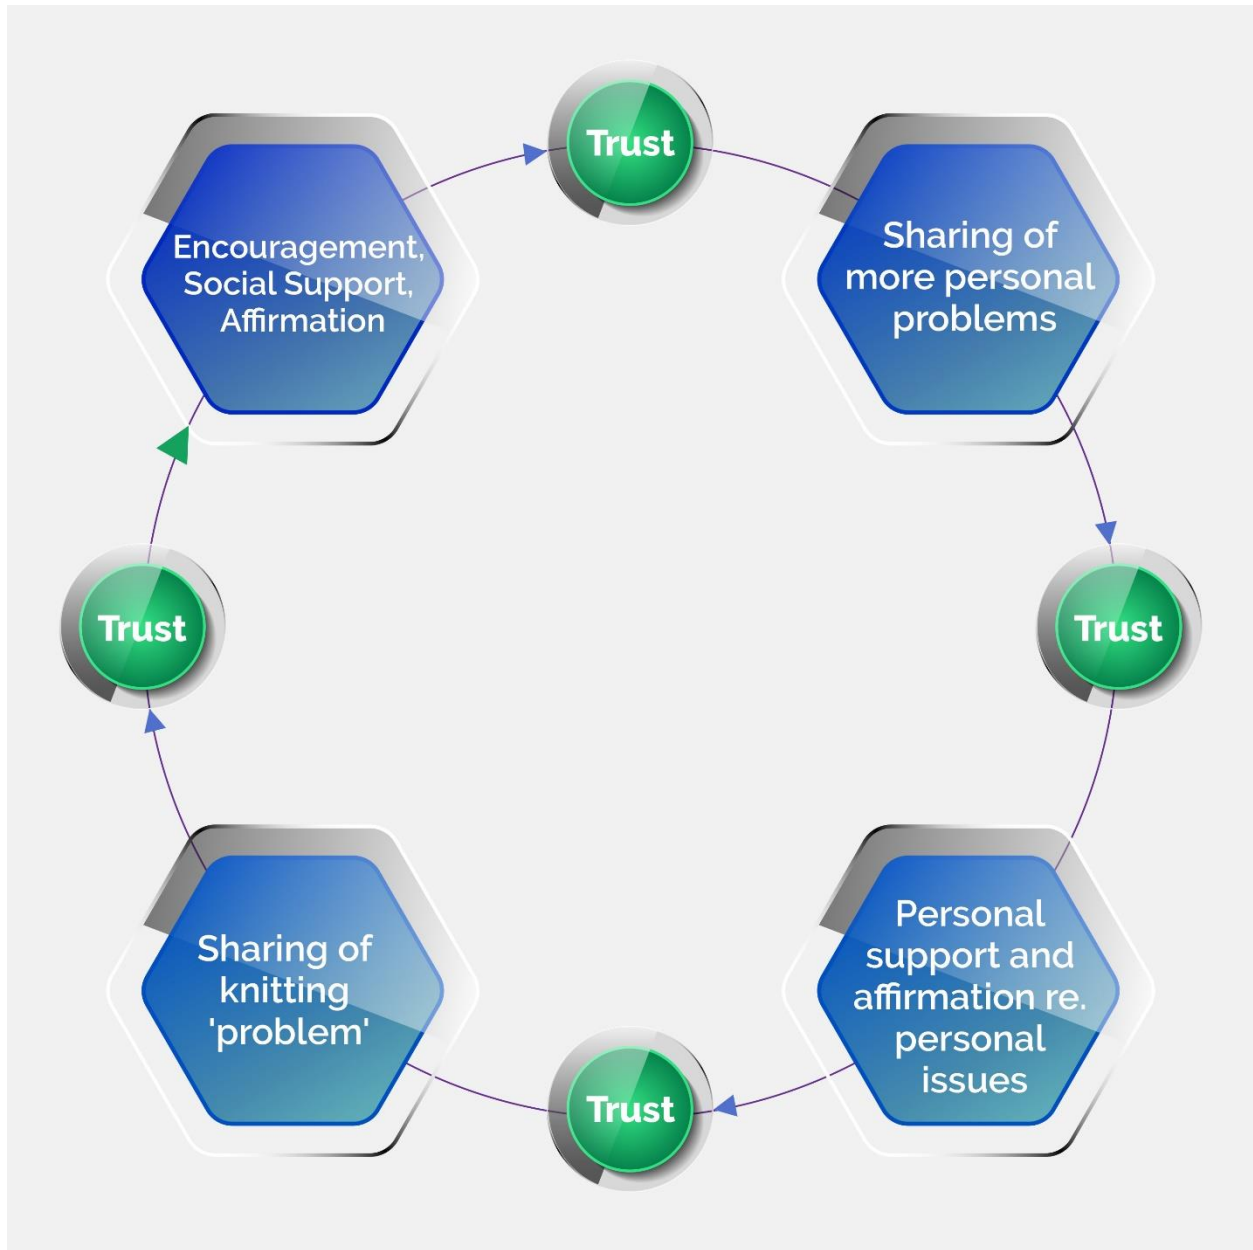 Trust
Encouragement,
Social Support,
Affirmation
Sharing of
more personal
problems
Trust
Trust
Sharing of
knitting
'problem'
Personal
support and
affirmation re.
personal
issues
Trust